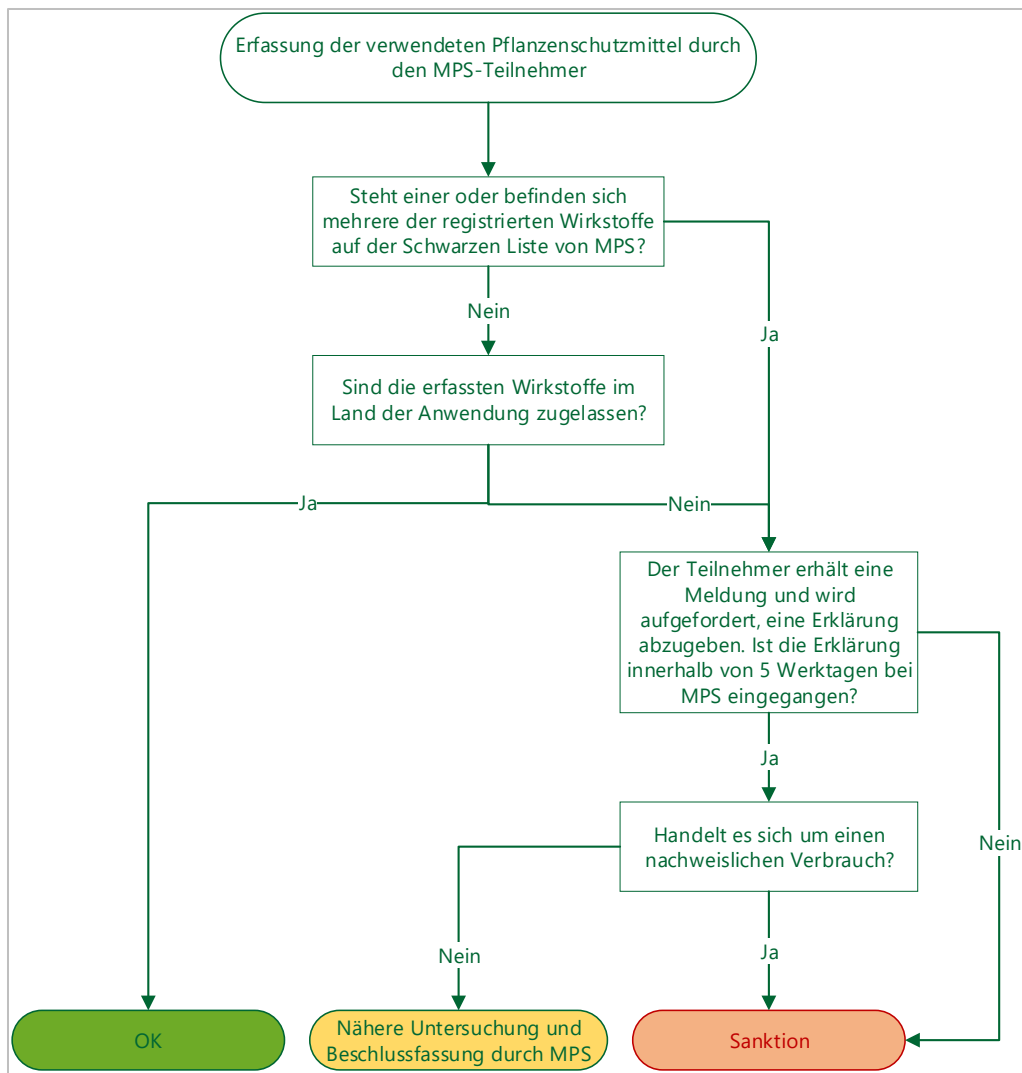 Erfassung der verwendeten Pflanzenschutzmittel durch
den MPS-Teilnehmer
Steht einer oder befinden sich
mehrere der registrierten Wirkstoffe
auf der Schwarzen Liste von MPS?
Nein
Ja
Sind die erfassten Wirkstoffe im
Land der Anwendung zugelassen?
Ja
Nein
Der Teilnehmer erhält eine
Meldung und wird
aufgefordert, eine Erklärung
abzugeben. Ist die Erklärung
innerhalb von 5 Werktagen bei
MPS eingegangen?
Ja
Nein
Handelt es sich um einen
nachweislichen Verbrauch?
Nein
Ja
OK
Nähere Untersuchung und
Beschlussfassung durch MPS
Sanktion